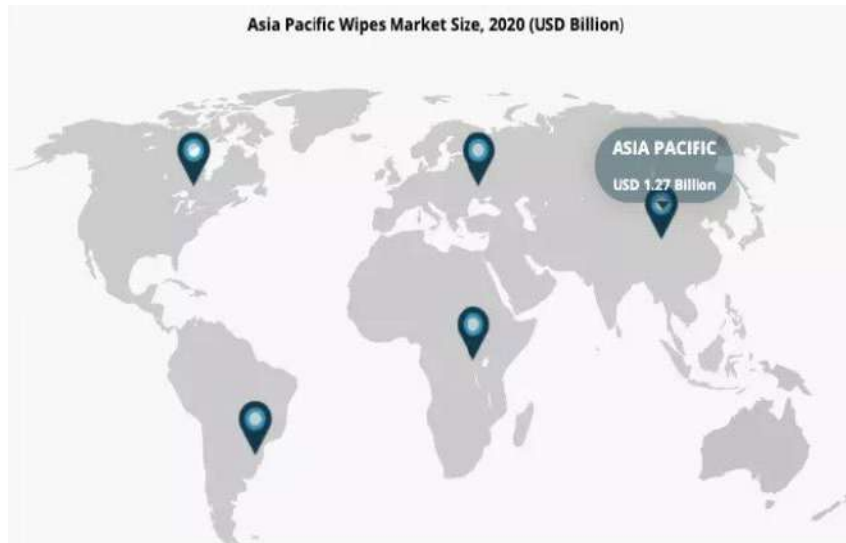 Asia Pacific Wipes Market Size, 2020 (USD Billion)
ASIA PACIFIC
USD 1.27 Billion